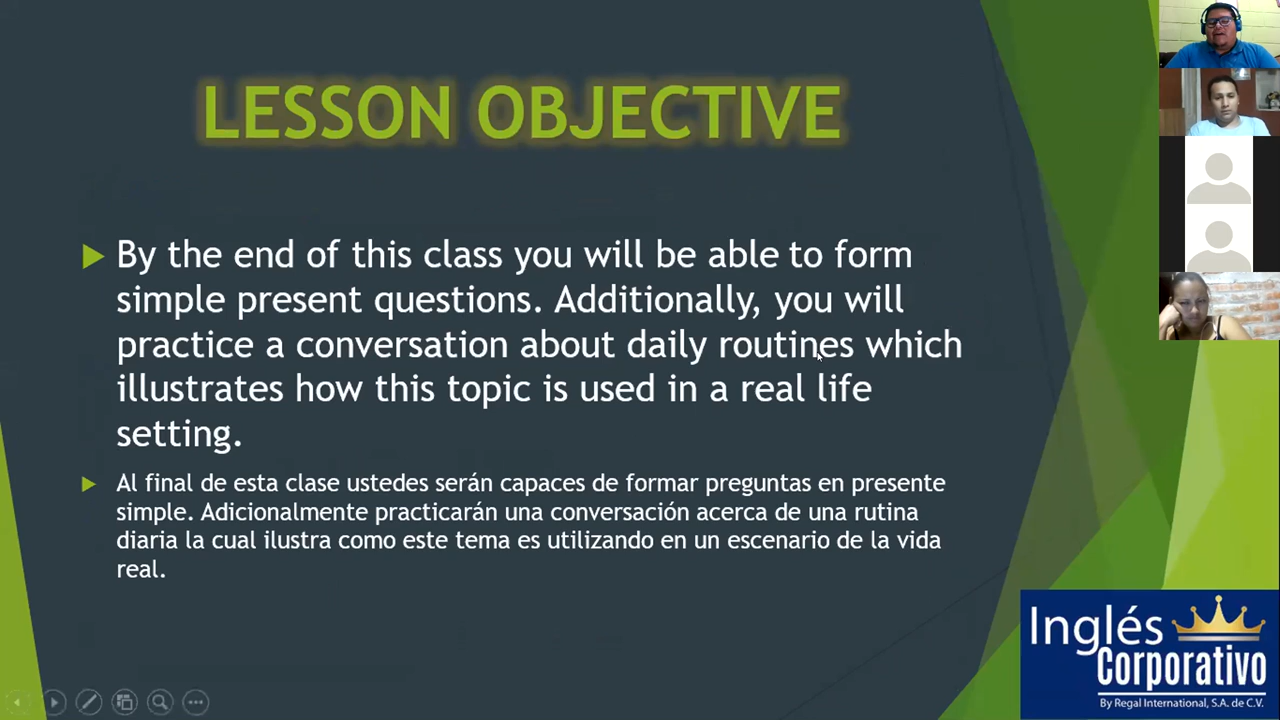 LESSON OBJECTIVE
By the end of this class you will be able to form
simple present questions. Additionally, you will
practice a conversation about daily routines which
illustrates how this topic is used in a real life
setting.
Al final de esta clase ustedes serán capaces de formar preguntas en presente
simple. Adicionalmente practicarán una conversación acerca de una rutina
diaria la cual ilustra como este tema es utilizando en un escenario de la vida
real.
Inglés
Corporativo
By Regal International, S.A. de C.V.